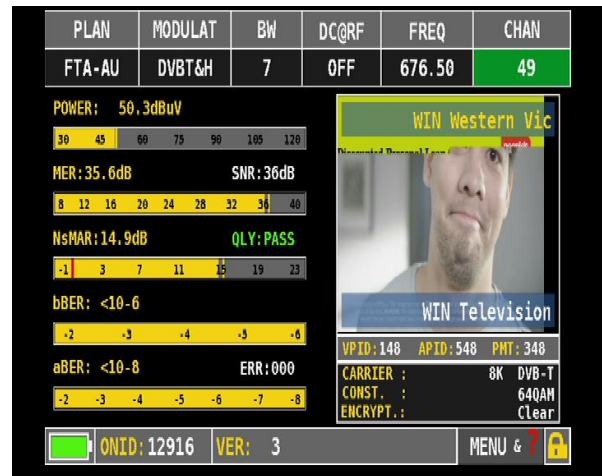 PLAN MODULAT BW DC@RF FREQ CHAN
FTA-AU DVBT&H 7 OFF 676.50 49
POWER: 50.3dBuV
30 45 60 75 90 105 120
MER:35.6dB SNR:36dB
8 12 16 20 24 28 32 36 40
NsMAR:14.9dB QLY:PASS
-1 3 7 11 15 19 23
bBER: <10-6
-2 -3 -4 -5 -6
aBER: <10-8 ERR:000
-2 -3 -4 -5 -6 -7 -8
WIN Western Vic
WIN Television
VPID:148 APID:548 PMT:348
CARRIER : 8K DVB-T
CONST. : 64QAM
ENCRYPT.: Clear
ONID:12916 VER: 3 MENU & ?